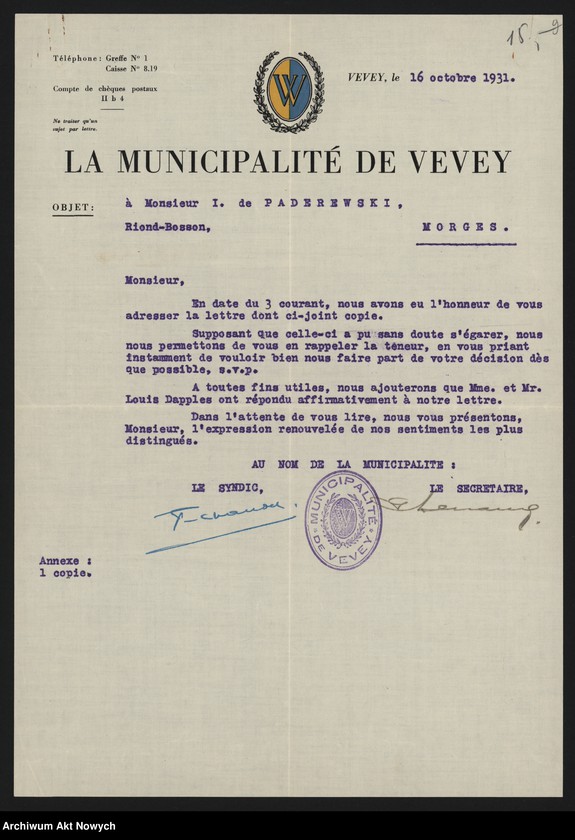 15,-9
Téléphone: Greffe Nº 1
Caisse Nº 8.19
Compte de chèques postaux
II b 4
Ne traiter qu'un
objet par lettre.
W
VEVEY, le 16 octobre 1931.
LA MUNICIPALITÉ DE VEVEY
OBJET:
à Monsieur I. de PADEREWSKI,
Riond-Bosson, MORGES.
Monsieur,
En date du 3 courant, nous avons eu l'honneur de vous
adresser la lettre dont ci-joint copie.
Supposant que celle-ci a pu sans doute s'égarer, nous
nous permettons de vous en rappeler la teneur, en vous priant
instamment de vouloir bien nous faire part de votre décision dès
que possible, s.v.p.
A toutes fins utiles, nous ajouterons que Mme. et Mr.
Louis Dapples ont répondu affirmativement à notre lettre.
Dans l'attente de vous lire, nous vous présentons,
Monsieur, l'expression renouvelée de nos sentiments les plus
distingués.
AU NOM DE LA MUNICIPALITE :
LE SYNDIC, LE SECRETAIRE,
MUNICIPALITÉ DE VEVEY
Annexe :
1 copie.
Archiwum Akt Nowych